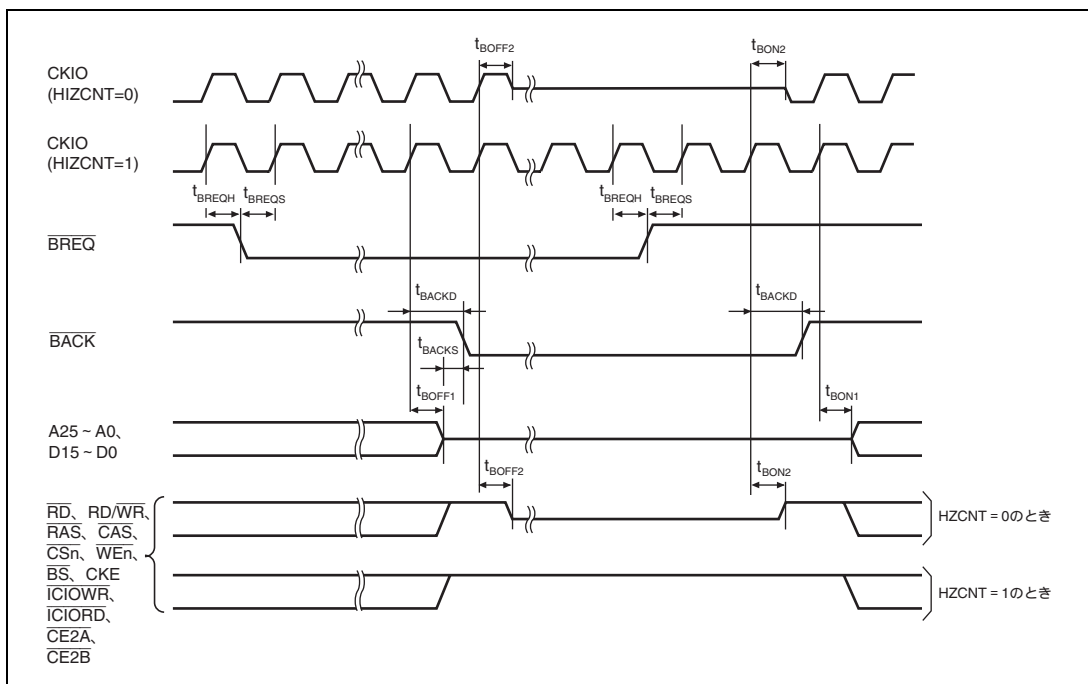 tBOFF2 tBON2
CKIO
(HIZCNT=0)
CKIO
(HIZCNT=1)
tBREQH tBREQS tBREQH tBREQS
BREQ
tBACKD tBACKD
BACK
tBACKS
tBOFF1 tBON1
A25 ~ A0、
D15 ~ D0
tBOFF2 tBON2
RD、RD/WR、
RAS、CAS、
CSn、WEn、
BS、CKE
ICIOWR、
ICIORD、
CE2A、
CE2B
HZCNT = 0のとき
HZCNT = 1のとき